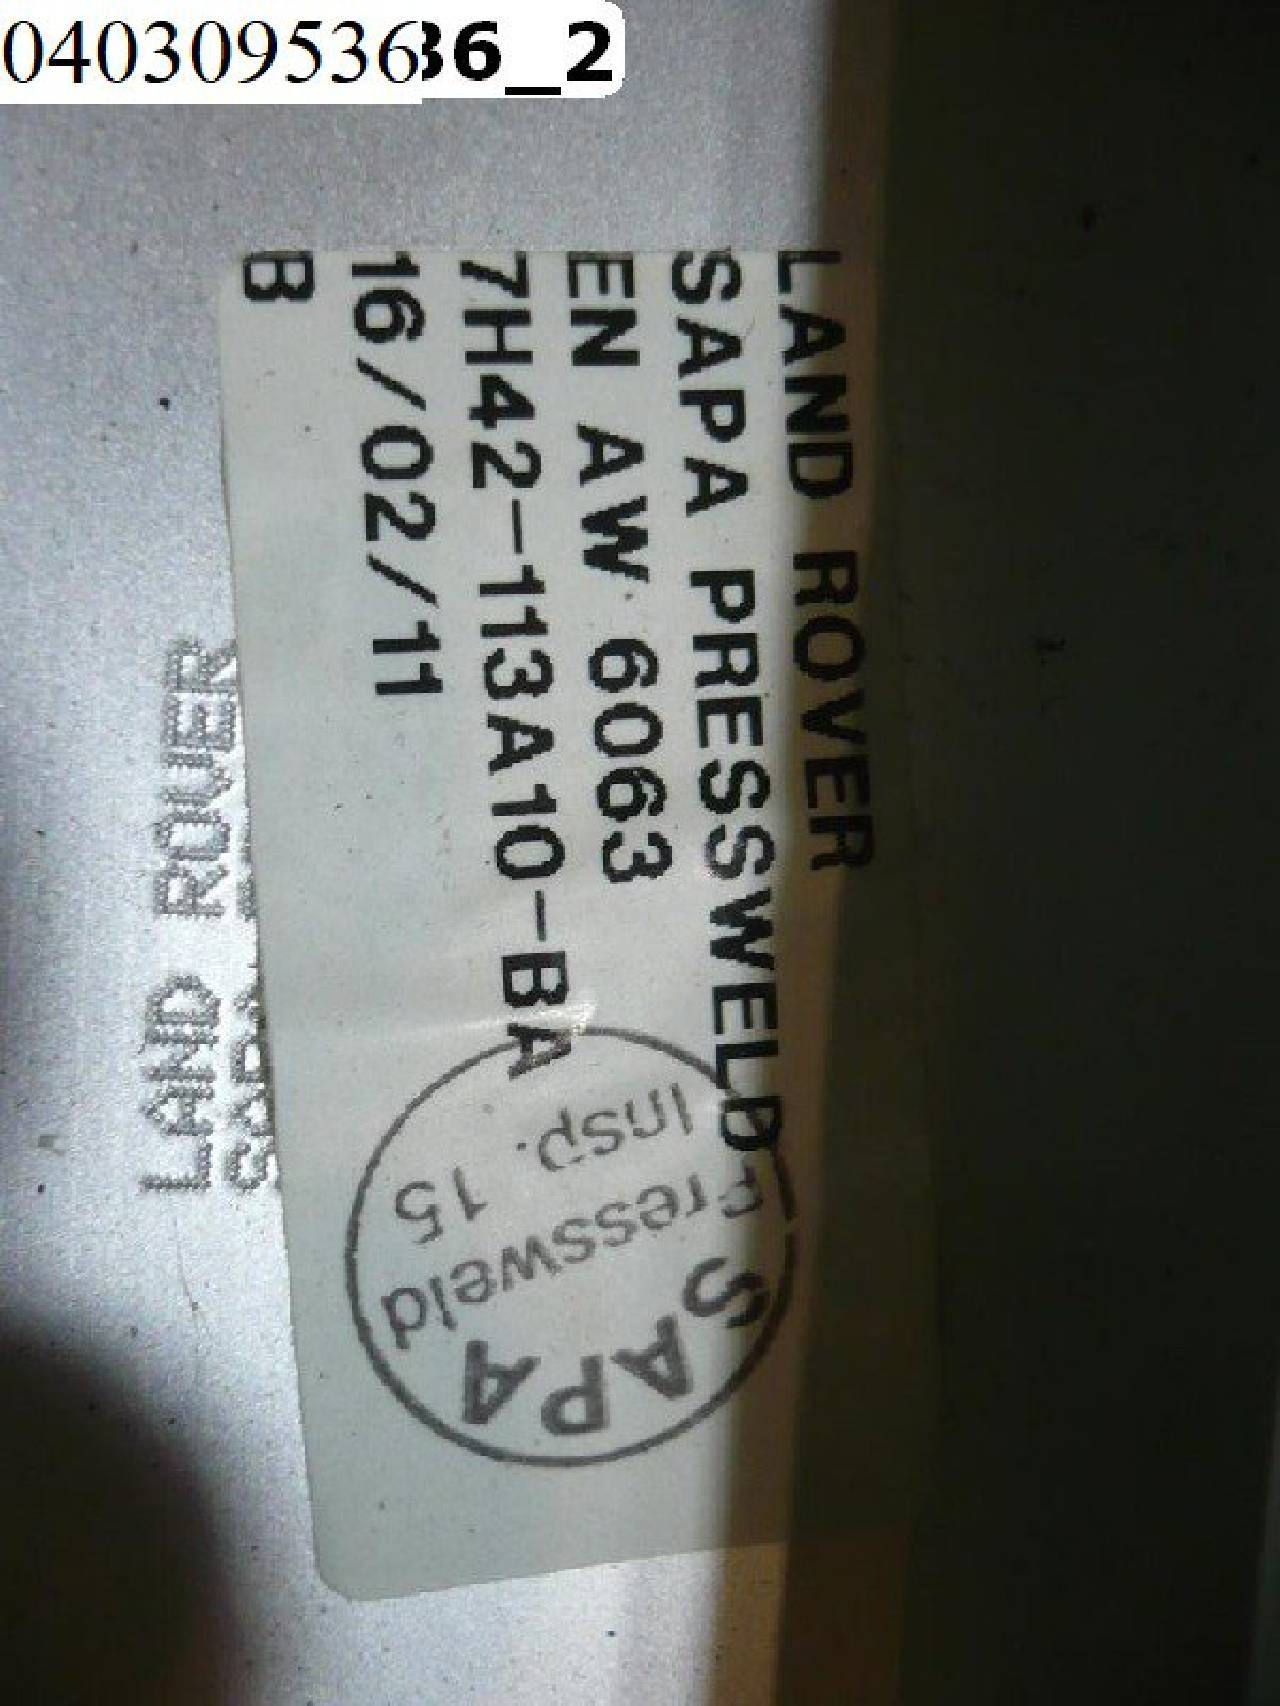 04030953636_2
LAND ROVER
SAPA PRESSWELD
EN AW 6063
7H42-113A10-BA
16/02/11
B
SAPA
Pressweld
Insp. 15
LAND ROVER